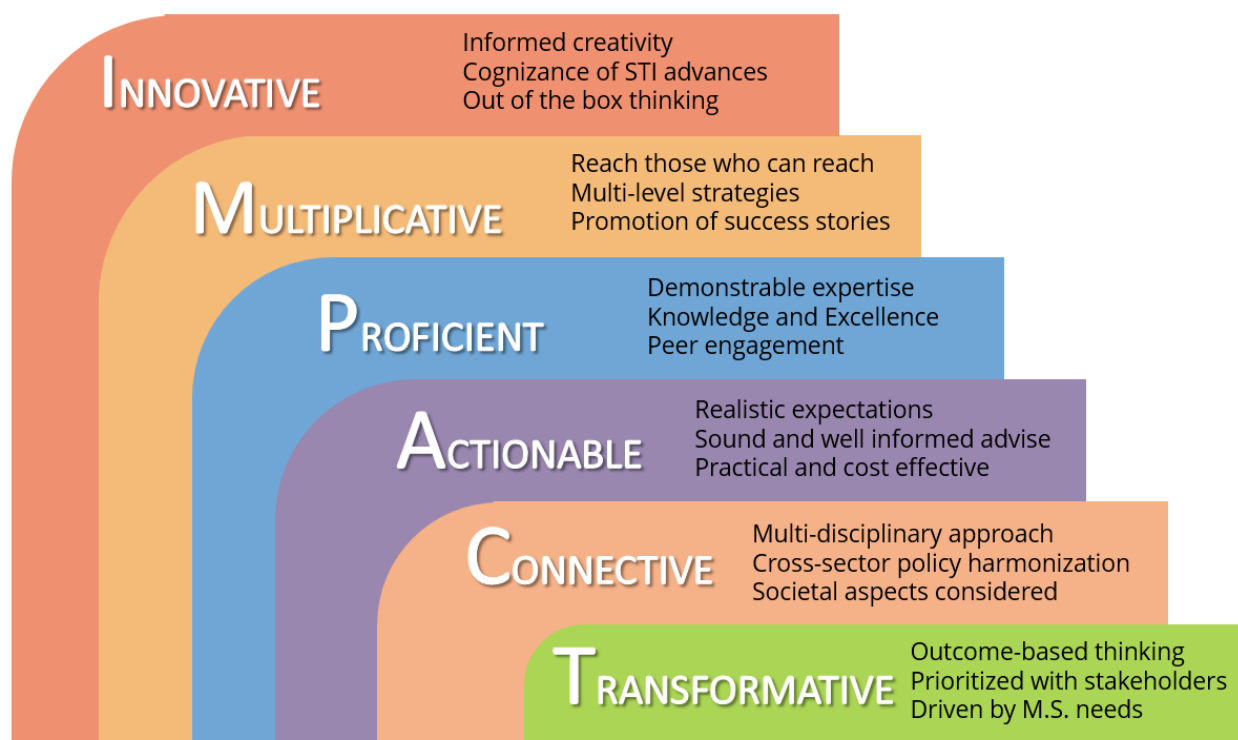 INNOVATIVE
Informed creativity
Cognizance of STI advances
Out of the box thinking
MULTIPLICATIVE
Reach those who can reach
Multi-level strategies
Promotion of success stories
PROFICIENT
Demonstrable expertise
Knowledge and Excellence
Peer engagement
ACTIONABLE
Realistic expectations
Sound and well informed advise
Practical and cost effective
CONNECTIVE
Multi-disciplinary approach
Cross-sector policy harmonization
Societal aspects considered
TRANSFORMATIVE
Outcome-based thinking
Prioritized with stakeholders
Driven by M.S. needs